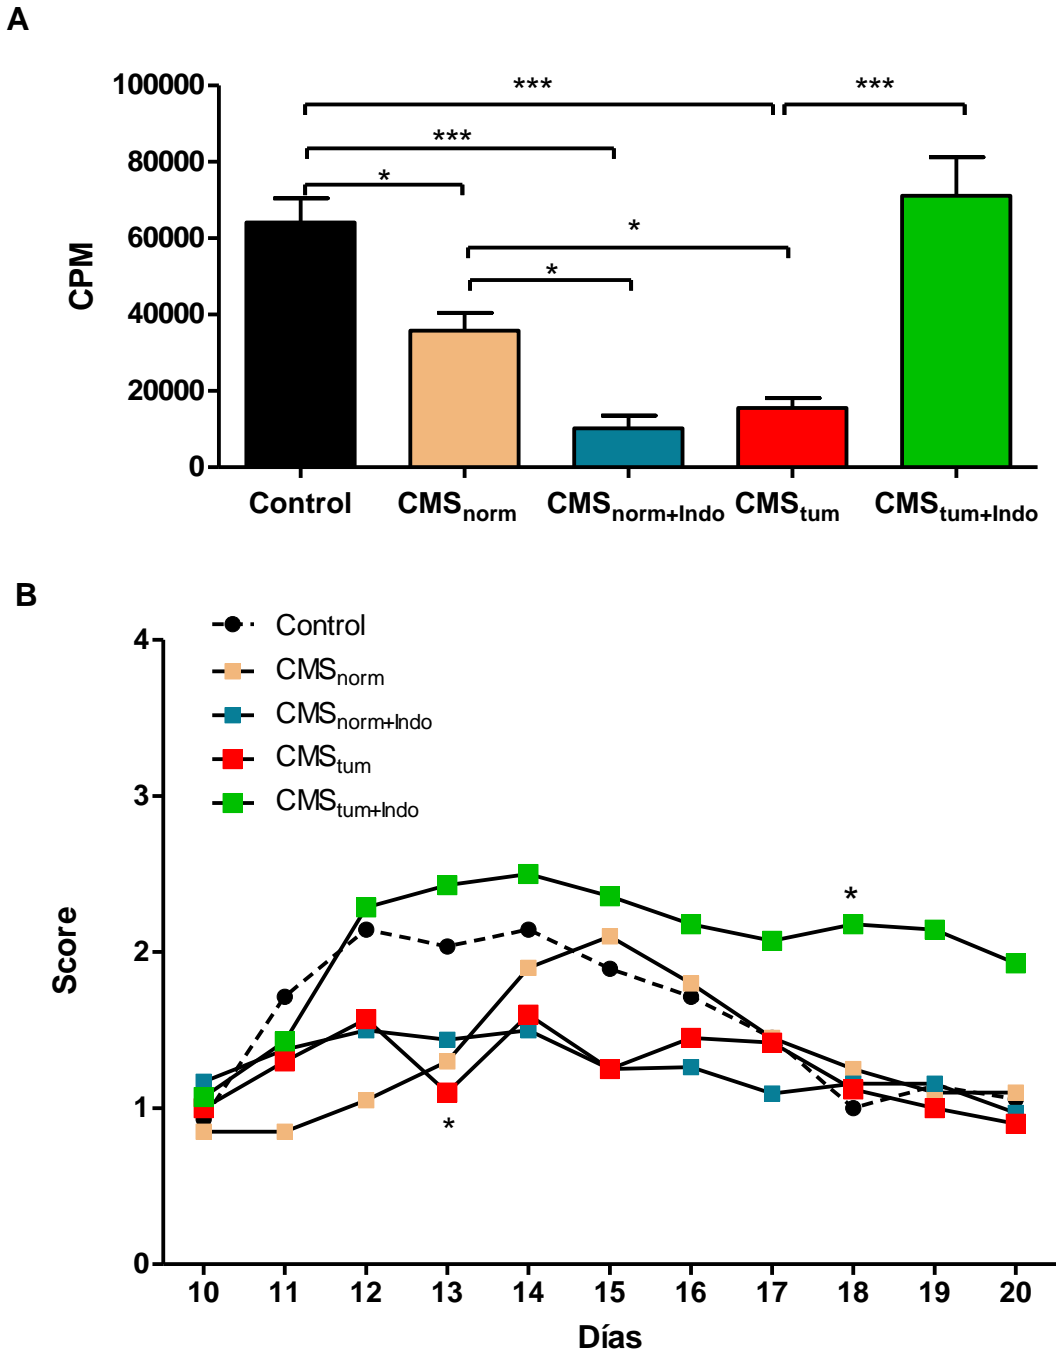 A
100000
80000
60000
40000
20000
0
CPM
***
***
***
*
*
*
Control
CMSnorm
CMSnorm+Indo
CMStum
CMStum+Indo
B
Control
CMSnorm
CMSnorm+Indo
CMStum
CMStum+Indo
4
3
2
1
0
Score
*
*
10 11 12 13 14 15 16 17 18 19 20
Días